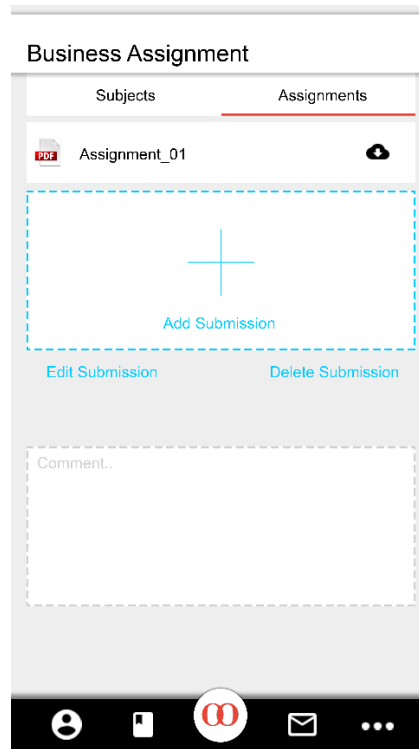 Business Assignment
Subjects Assignments
PDF Assignment_01
Add Submission
Edit Submission Delete Submission
Comment..